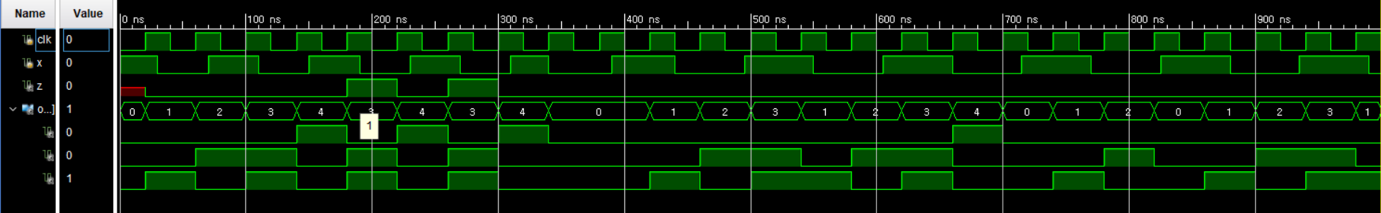 Name Value 0 ns 100 ns 200 ns 300 ns 400 ns 500 ns 600 ns 700 ns 800 ns 900 ns
clk 0
x 0
z 0
o...] 1 0 1 2 3 4 3 4 3 4 0 1 2 3 1 2 3 4 0 1 2 0 1 2 3 1
1
0
0
1